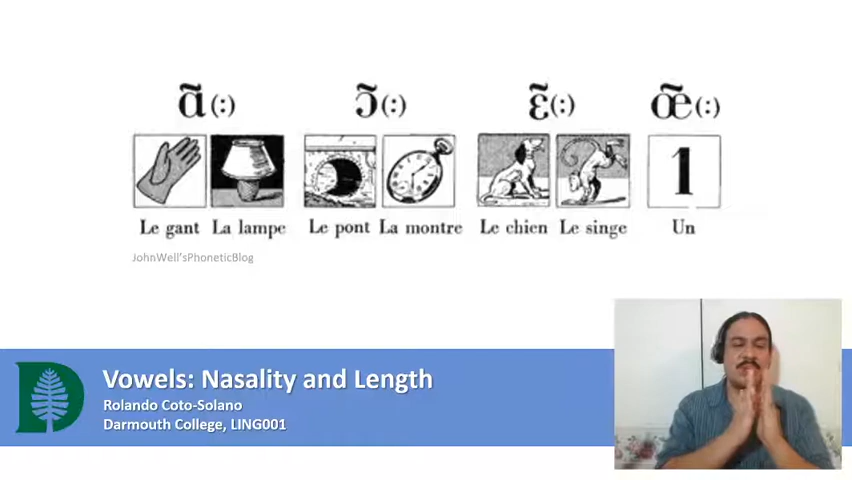 ɑ̃(:) ɔ̃(:) ɛ̃(:) œ̃(:)
1
Le gant La lampe Le pont La montre Le chien Le singe Un
JohnWell'sPhoneticBlog
Vowels: Nasality and Length
Rolando Coto-Solano
Darmouth College, LING001